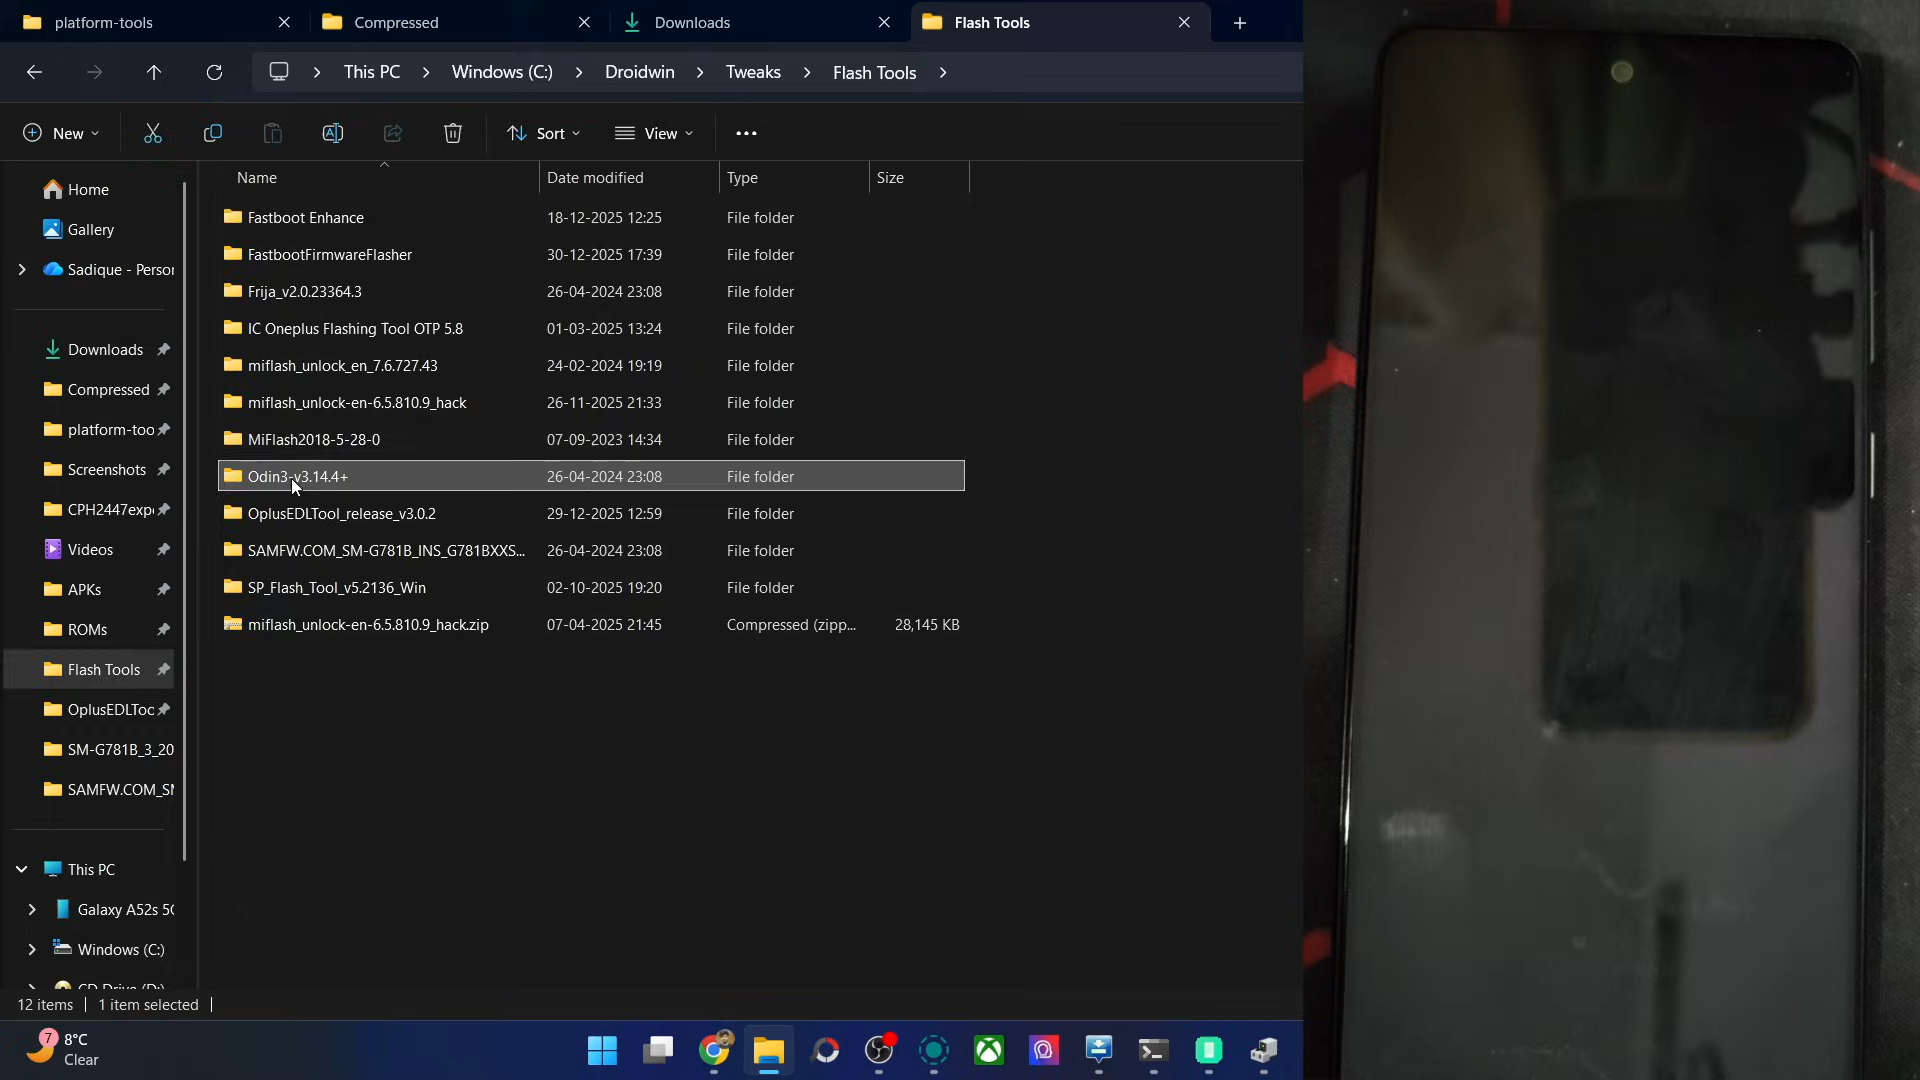 platform-tools
Compressed
Downloads
Flash Tools
This PC
Windows (C:)
Droidwin
Tweaks
Flash Tools
New
Sort
View
Name
Date modified
Type
Size
Home
Gallery
Sadique - Person
Downloads
Compressed
platform-too
Screenshots
CPH2447expo
Videos
APKs
ROMs
Flash Tools
OplusEDLToo
SM-G781B_3_20
SAMFW.COM_SM
This PC
Galaxy A52s 5G
Windows (C:)
CD Drive (D:)
Fastboot Enhance 18-12-2025 12:25 File folder
FastbootFirmwareFlasher 30-12-2025 17:39 File folder
Frija_v2.0.23364.3 26-04-2024 23:08 File folder
IC Oneplus Flashing Tool OTP 5.8 01-03-2025 13:24 File folder
miflash_unlock_en_7.6.727.43 24-02-2024 19:19 File folder
miflash_unlock-en-6.5.810.9_hack 26-11-2025 21:33 File folder
MiFlash2018-5-28-0 07-09-2023 14:34 File folder
Odin3-v3.14.4+ 26-04-2024 23:08 File folder
OplusEDLTool_release_v3.0.2 29-12-2025 12:59 File folder
SAMFW.COM_SM-G781B_INS_G781BXXS... 26-04-2024 23:08 File folder
SP_Flash_Tool_v5.2136_Win 02-10-2025 19:20 File folder
miflash_unlock-en-6.5.810.9_hack.zip 07-04-2025 21:45 Compressed (zipp... 28,145 KB
12 items
1 item selected
7
8°C
Clear